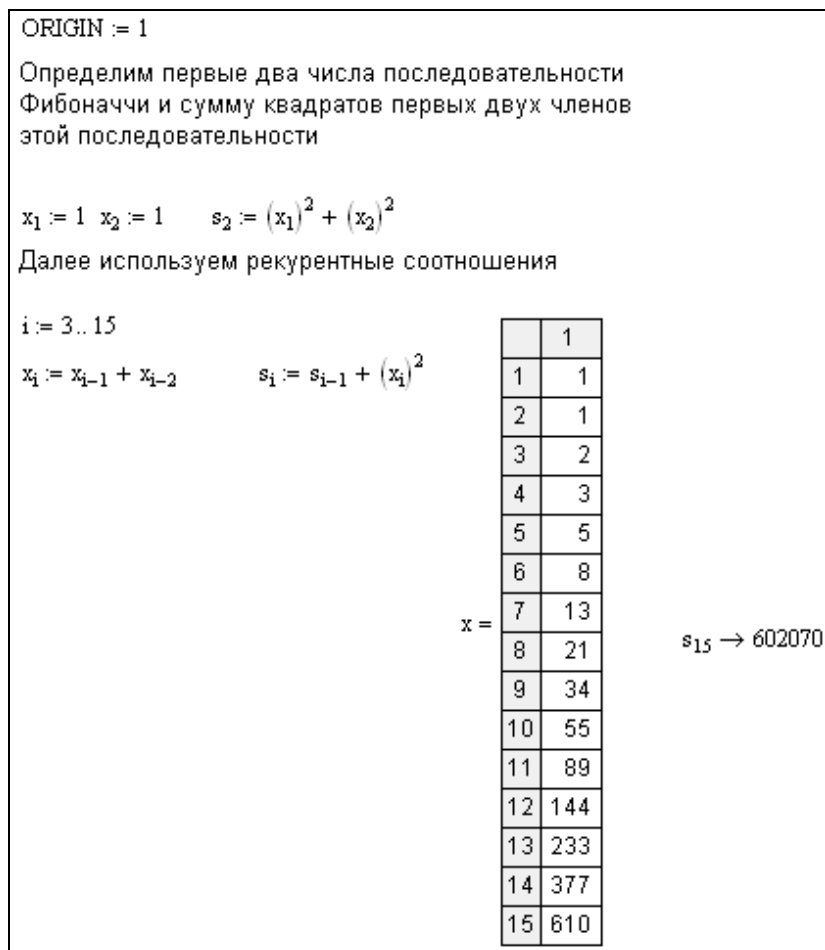 ORIGIN := 1
Определим первые два числа последовательности
Фибоначчи и сумму квадратов первых двух членов
этой последовательности
x₁ := 1 x₂ := 1 s₂ := (x₁)² + (x₂)²
Далее используем рекурентные соотношения
i := 3.. 15
xᵢ := xᵢ₋₁ + xᵢ₋₂ sᵢ := sᵢ₋₁ + (xᵢ)²
x =
1
1 1
2 1
3 2
4 3
5 5
6 8
7 13
8 21
9 34
10 55
11 89
12 144
13 233
14 377
15 610
s₁₅ → 602070